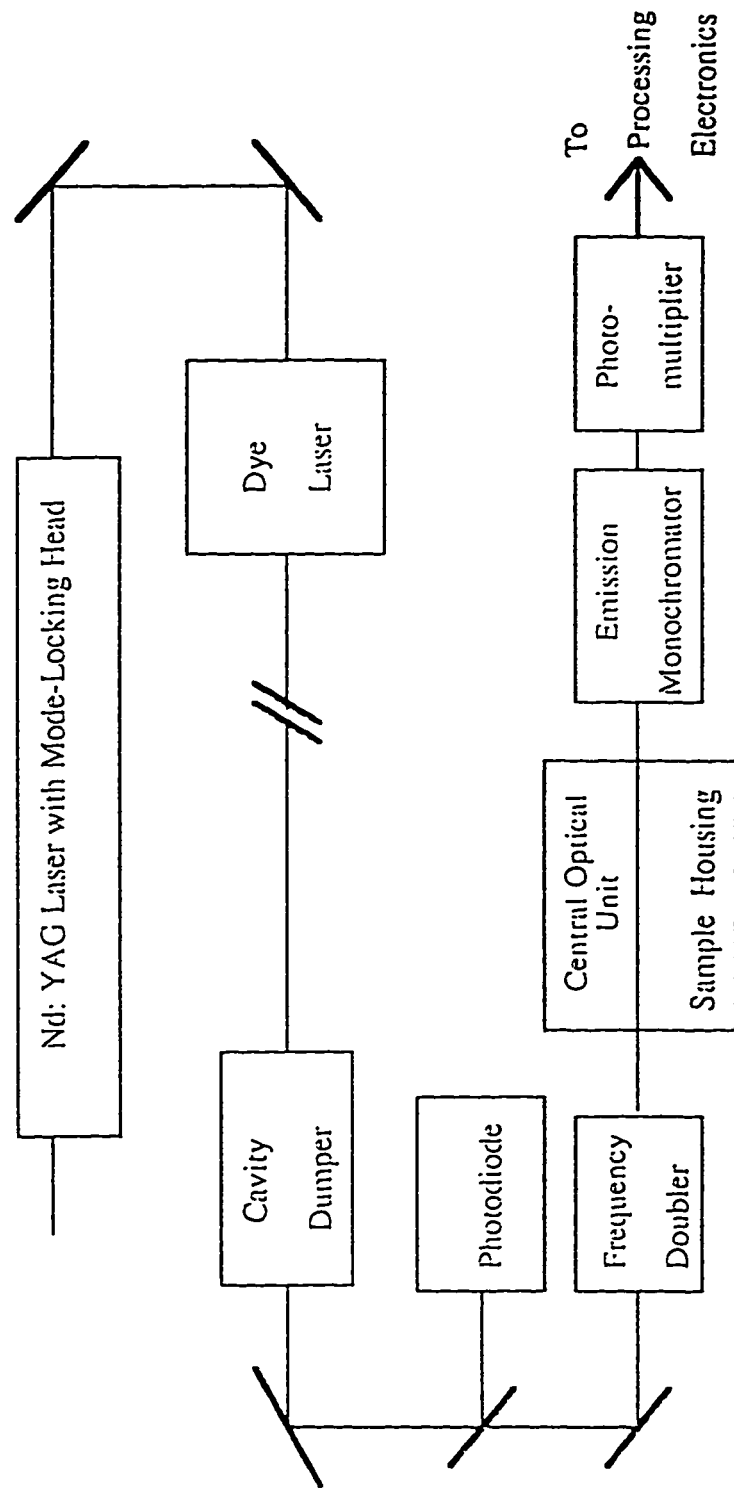 Nd: YAG Laser with Mode-Locking Head
Dye
Laser
Cavity
Dumper
Photodiode
Frequency
Doubler
Central Optical
Unit
Sample Housing
Emission
Monochromator
Photo-
multiplier
To
Processing
Electronics